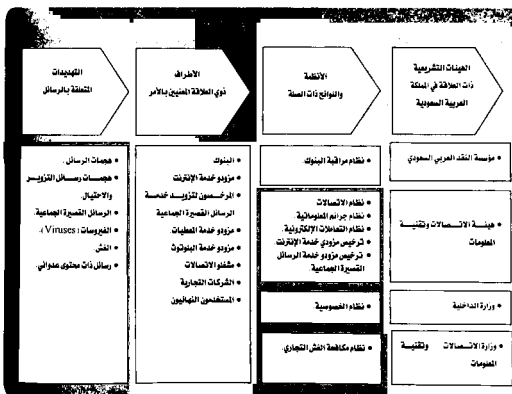 الهيئات التشريعية
ذات العلاقة في المملكة
العربية السعودية
الأنظمة
واللوائح ذات الصلة
الأطراف
ذوي العلاقة المعنيين بالأمر
التهديدات
المتعلقة بالرسائل
• مؤسسة النقد العربي السعودي
• هيئة الاتصالات وتقنية
المعلومات
• وزارة الداخلية
• وزارة الاتصالات وتقنية
المعلومات
• نظام مراقبة البنوك.
• نظام الاتصالات
• نظام جرائم المعلوماتية.
• نظام التعاملات الإلكترونية.
• ترخيص مزودي خدمة الإنترنت
• ترخيص مزودو خدمة الرسائل
القصيرة الجماعية.
• نظام الخصوصية
• نظام مكافحة الغش التجاري.
• البنوك
• مزودو خدمة الإنترنت
• المرخصون لتزويد خدمة
الرسائل القصيرة الجماعية
• مزودو خدمة المعطيات.
• مزودو خدمة البلوتوث
• مشغلو الاتصالات
• الشركات التجارية
• المستخدمون النهائيون
• هجمات الرسائل.
• هجمات رسائل التزوير
والاحتيال.
• الرسائل القصيرة الجماعية.
• الفيروسات (Viruses).
• الغش.
• رسائل ذات محتوى عدواني.